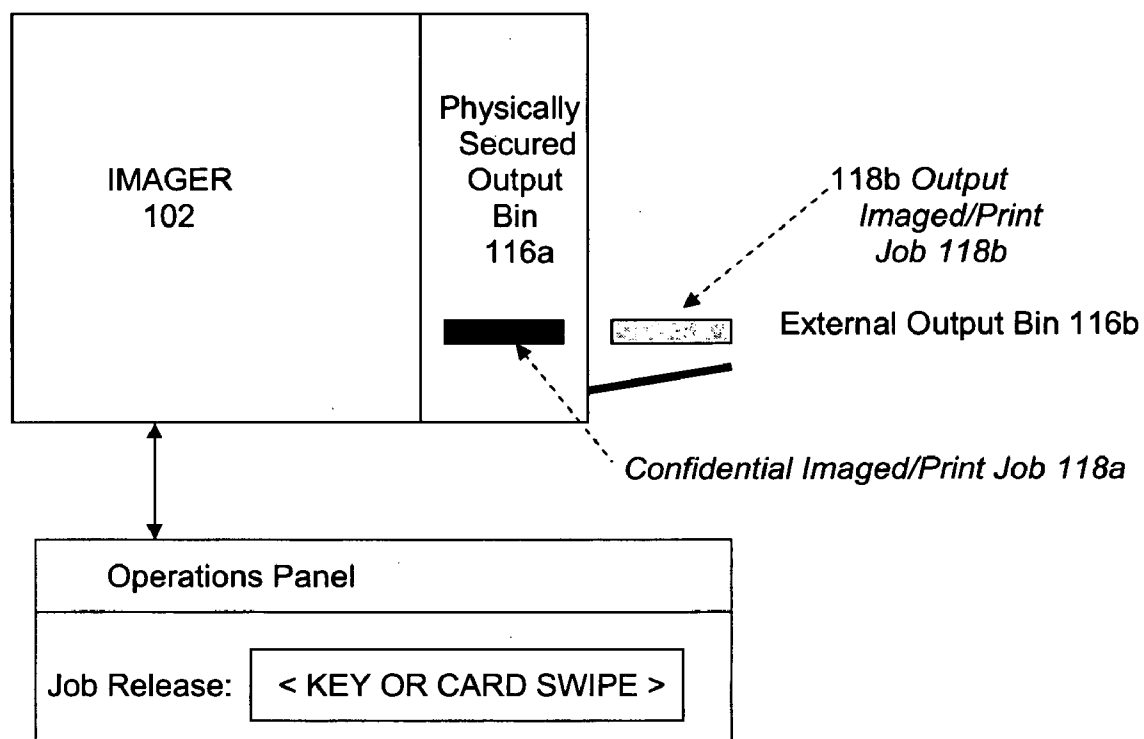 IMAGER
102
Physically
Secured
Output
Bin
116a
118b Output
Imaged/Print
Job 118b
External Output Bin 116b
Confidential Imaged/Print Job 118a
Operations Panel
Job Release:
< KEY OR CARD SWIPE >